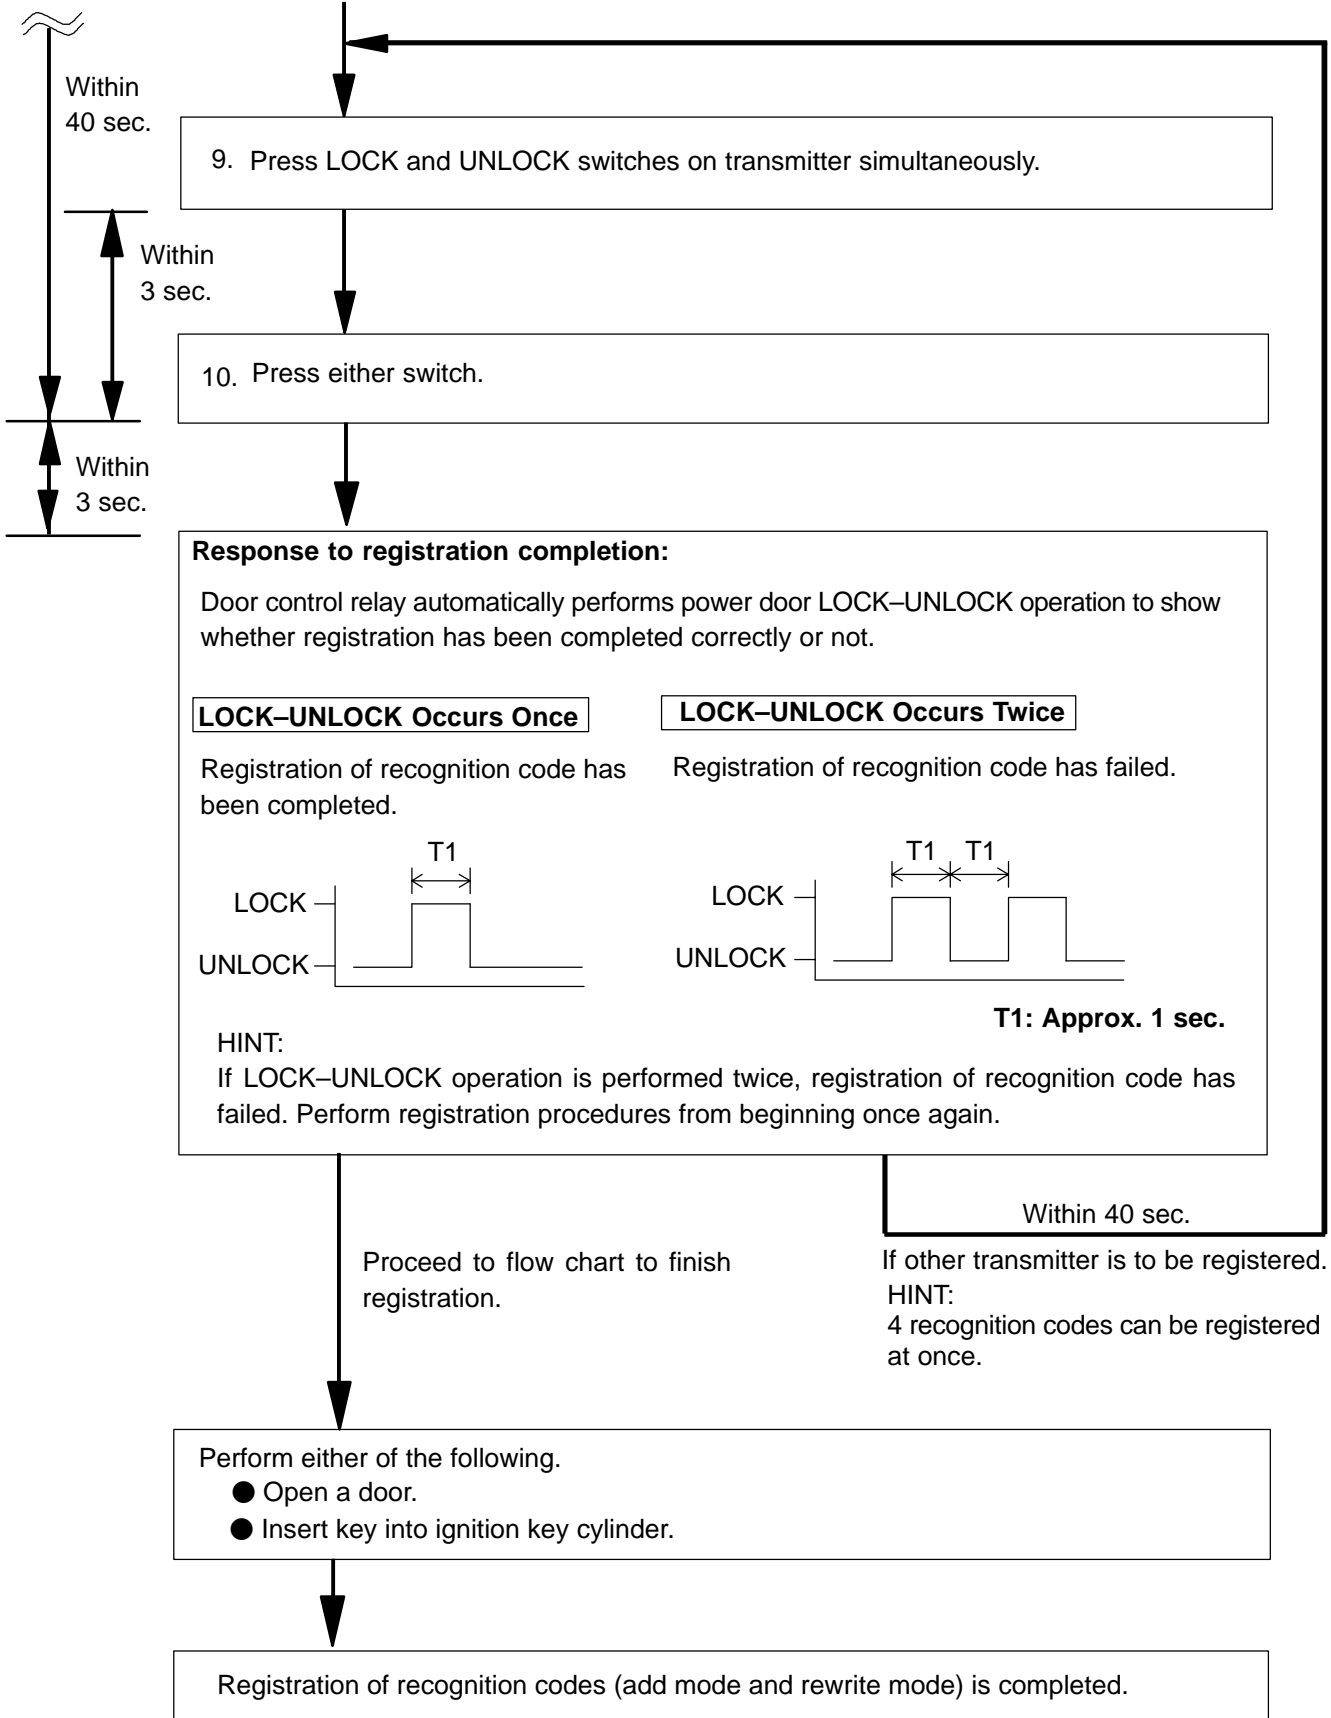 Within
40 sec.
9. Press LOCK and UNLOCK switches on transmitter simultaneously.
Within
3 sec.
10. Press either switch.
Within
3 sec.
Response to registration completion:
Door control relay automatically performs power door LOCK–UNLOCK operation to show
whether registration has been completed correctly or not.
LOCK–UNLOCK Occurs Once
LOCK–UNLOCK Occurs Twice
Registration of recognition code has
been completed.
Registration of recognition code has failed.
T1
LOCK
UNLOCK
T1 T1
LOCK
UNLOCK
T1: Approx. 1 sec.
HINT:
If LOCK–UNLOCK operation is performed twice, registration of recognition code has
failed. Perform registration procedures from beginning once again.
Within 40 sec.
Proceed to flow chart to finish
registration.
If other transmitter is to be registered.
HINT:
4 recognition codes can be registered
at once.
Perform either of the following.
● Open a door.
● Insert key into ignition key cylinder.
Registration of recognition codes (add mode and rewrite mode) is completed.